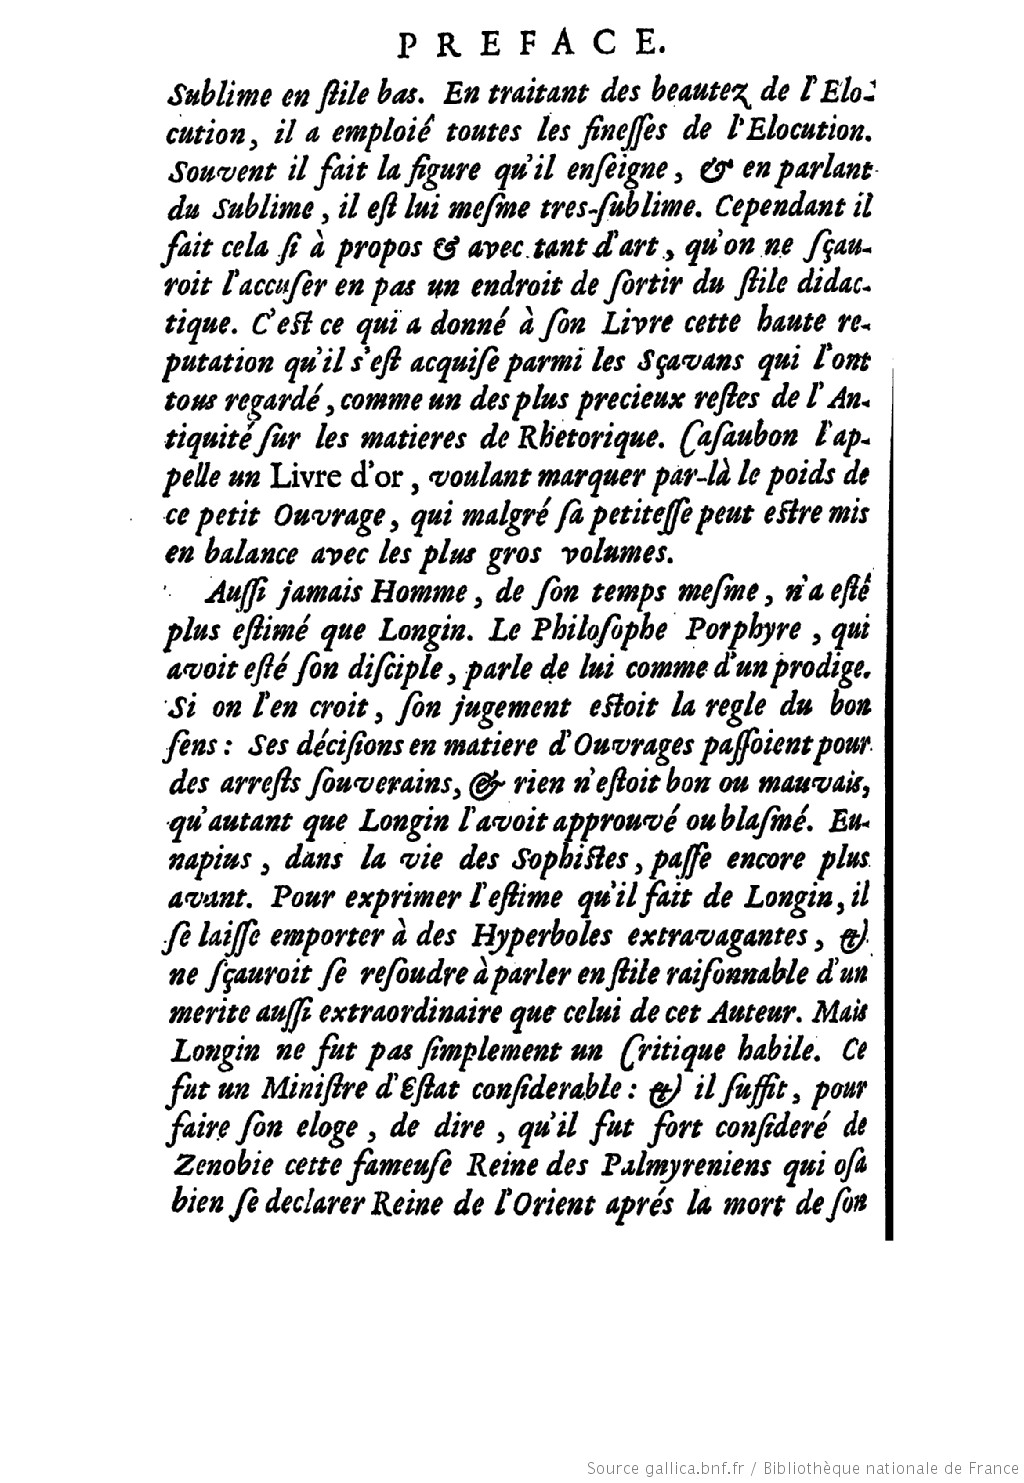 PREFACE.
Sublime en ſtile bas. En traitant des beautez de l'Elo-
cution, il a emploié toutes les fineſſes de l'Elocution.
Souvent il fait la figure qu'il enſeigne, & en parlant
du Sublime, il eſt lui meſme tres-ſublime. Cependant il
fait cela ſi à propos & avec tant d'art, qu'on ne ſçau-
roit l'accuſer en pas un endroit de ſortir du ſtile didac-
tique. C'eſt ce qui a donné à ſon Livre cette haute re-
putation qu'il s'eſt acquiſe parmi les Sçavans qui l'ont
tous regardé, comme un des plus precieux reſtes de l'An-
tiquité ſur les matieres de Rhetorique. Caſaubon l'ap-
pelle un Livre d'or, voulant marquer par-là le poids de
ce petit Ouvrage, qui malgré ſa petiteſſe peut eſtre mis
en balance avec les plus gros volumes.
Auſſi jamais Homme, de ſon temps meſme, n'a eſté
plus eſtimé que Longin. Le Philoſophe Porphyre, qui
avoit eſté ſon diſciple, parle de lui comme d'un prodige.
Si on l'en croit, ſon jugement eſtoit la regle du bon
ſens: Ses déciſions en matiere d'Ouvrages paſſoient pour
des arreſts ſouverains, & rien n'eſtoit bon ou mauvais,
qu'autant que Longin l'avoit approuvé ou blaſmé. Eu-
napius, dans la vie des Sophiſtes, paſſe encore plus
avant. Pour exprimer l'eſtime qu'il fait de Longin, il
ſe laiſſe emporter à des Hyperboles extravagantes, &
ne ſçauroit ſe reſoudre à parler en ſtile raiſonnable d'un
merite auſſi extraordinaire que celui de cet Auteur. Mais
Longin ne fut pas ſimplement un Critique habile. Ce
fut un Miniſtre d'Eſtat conſiderable: & il ſuffit, pour
faire ſon eloge, de dire, qu'il fut fort conſideré de
Zenobie cette fameuſe Reine des Palmyreniens qui oſa
bien ſe declarer Reine de l'Orient aprés la mort de ſon
Source gallica.bnf.fr / Bibliothèque nationale de France